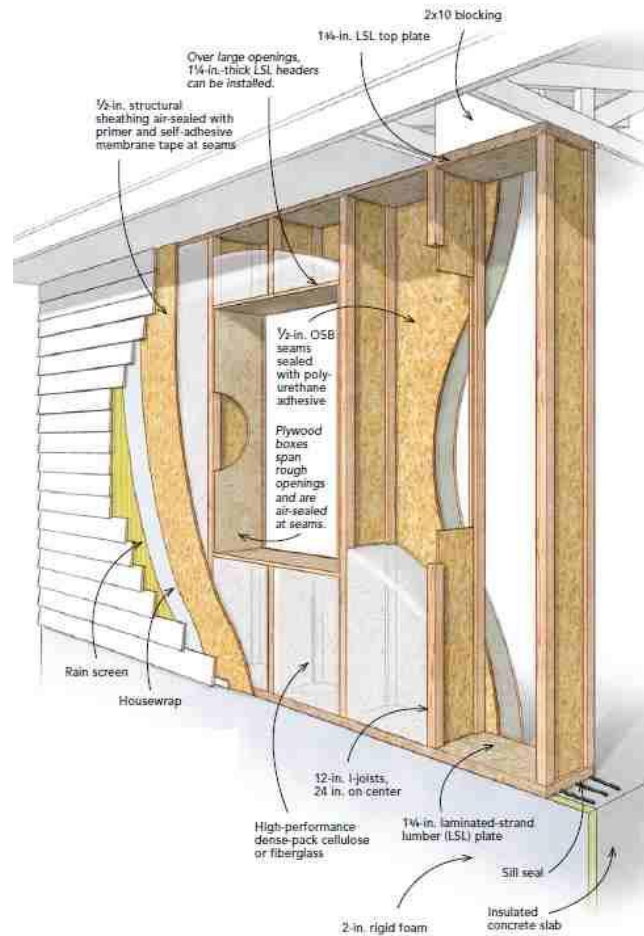 2x10 blocking
1¼-in. LSL top plate
Over large openings,
1¼-in.-thick LSL headers
can be installed.
½-in. structural
sheathing air-sealed with
primer and self-adhesive
membrane tape at seams
½-in. OSB
seams
sealed
with poly-
urethane
adhesive
Plywood
boxes
span
rough
openings
and are
air-sealed
at seams.
Rain screen
Housewrap
12-in. I-joists,
24 in. on center
High-performance
dense-pack cellulose
or fiberglass
1¼-in. laminated-strand
lumber (LSL) plate
Sill seal
2-in. rigid foam
Insulated
concrete slab